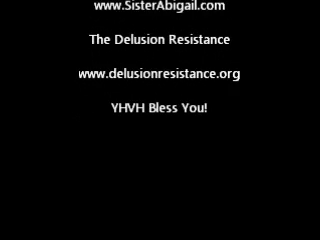 www.SisterAbigail.com
The Delusion Resistance
www.delusionresistance.org
YHVH Bless You!